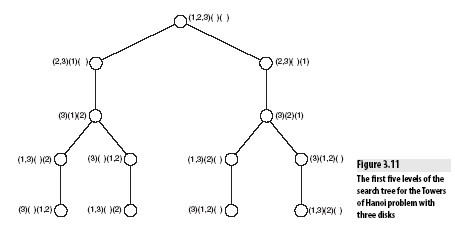 (1,2,3)( )( )
(2,3)(1)( )
(2,3)( )(1)
(3)(1)(2)
(3)(2)(1)
(1,3)( )(2)
(3)( )(1,2)
(1,3)(2)( )
(3)(1,2)( )
(3)( )(1,2)
(1,3)( )(2)
(3)(1,2)( )
(1,3)(2)( )
Figure 3.11
The first five levels of the
search tree for the Towers
of Hanoi problem with
three disks